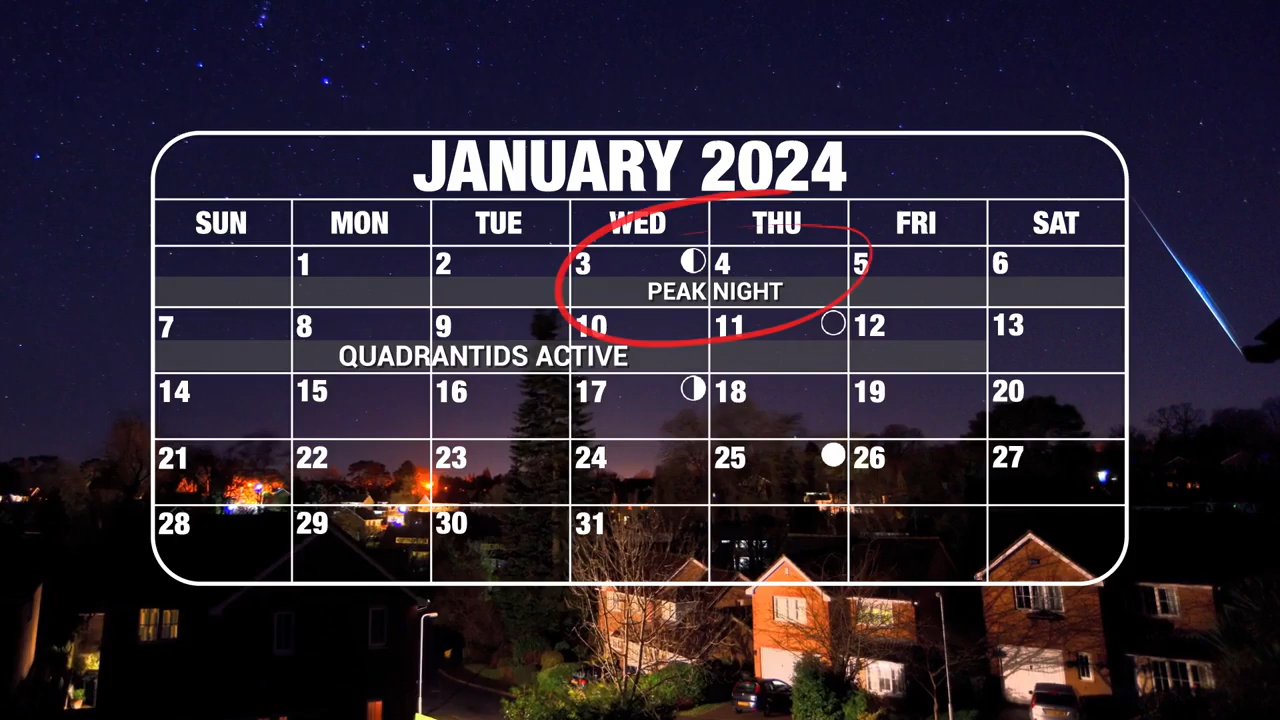 JANUARY 2024
SUN MON TUE WED THU FRI SAT
1 2 3 4 5 6
PEAK NIGHT
7 8 9 10 11 12 13
QUADRANTIDS ACTIVE
14 15 16 17 18 19 20
21 22 23 24 25 26 27
28 29 30 31